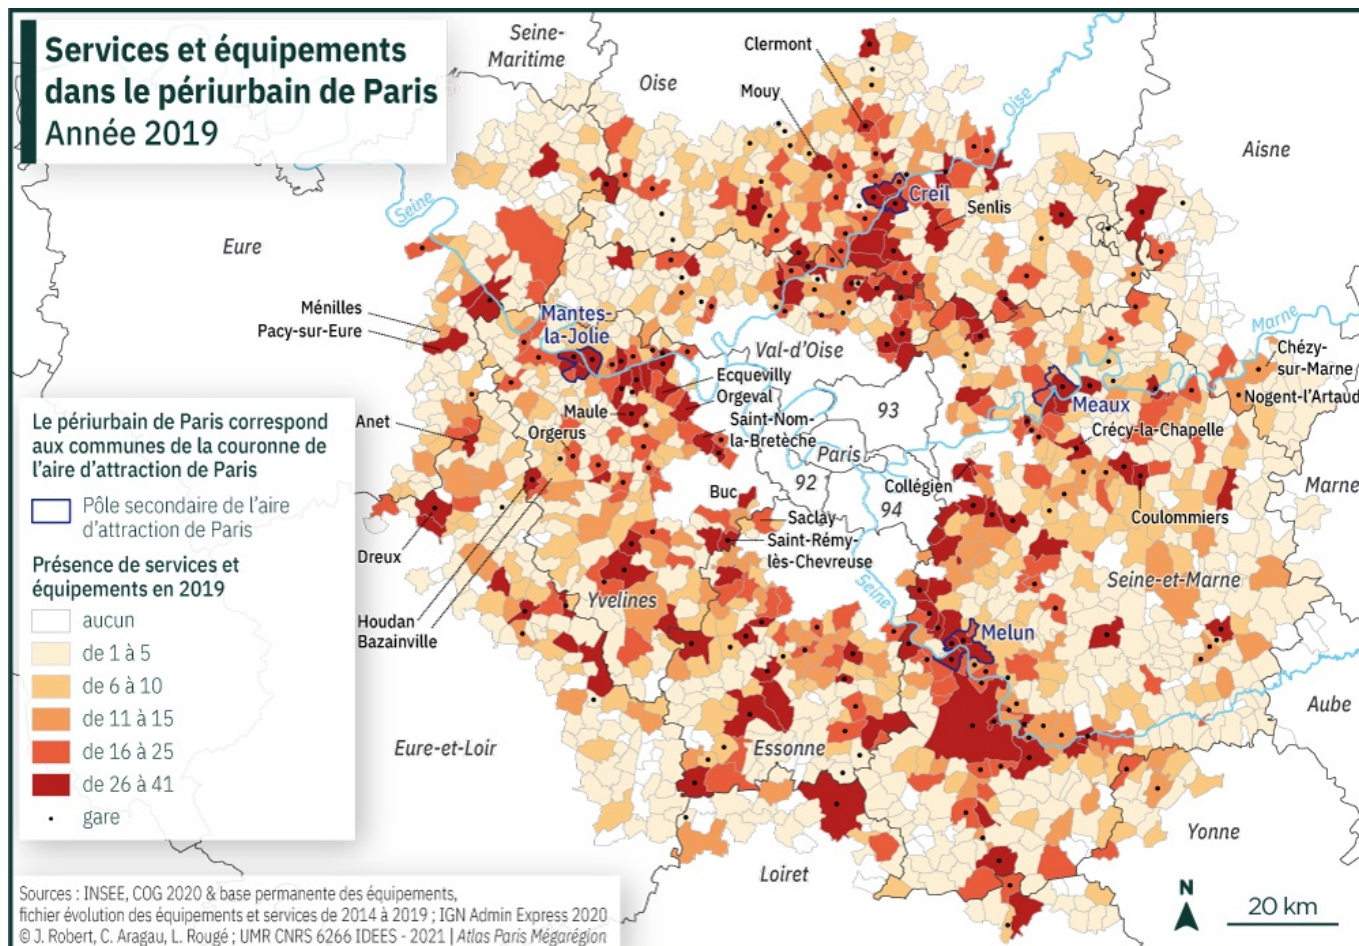 Services et équipements
dans le périurbain de Paris
Année 2019
Seine-
Maritime
Oise
Clermont
Mouy
Oise
Aisne
Creil
Senlis
Seine
Eure
Ménilles
Pacy-sur-Eure
Mantes-
la-Jolie
Val-d'Oise
Marne
Chézy-
sur-Marne
Nogent-l'Artaud
Meaux
Crécy-la-Chapelle
Ecquevilly
Orgeval
93
Maule
Saint-Nom-
la-Bretèche
Orgerus
Paris
Anet
92
Collégien
94
Marne
Buc
Saclay
Saint-Rémy-
lès-Chevreuse
Coulommiers
Dreux
Seine
Seine-et-Marne
Houdan
Bazainville
Yvelines
Melun
Aube
Eure-et-Loir
Essonne
Yonne
Loiret
Le périurbain de Paris correspond
aux communes de la couronne de
l'aire d'attraction de Paris
Pôle secondaire de l'aire
d'attraction de Paris
Présence de services et
équipements en 2019
aucun
de 1 à 5
de 6 à 10
de 11 à 15
de 16 à 25
de 26 à 41
gare
Sources : INSEE, COG 2020 & base permanente des équipements,
fichier évolution des équipements et services de 2014 à 2019 ; IGN Admin Express 2020
© J. Robert, C. Aragau, L. Rougé ; UMR CNRS 6266 IDEES - 2021 | Atlas Paris Mégarégion
N
20 km